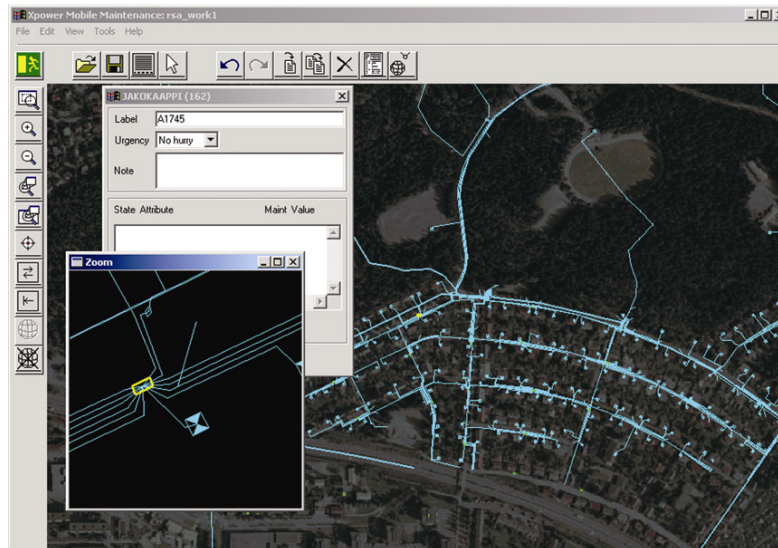 Xpower Mobile Maintenance: rsa_work1
File Edit View Tools Help
JAKOKAAPPI (162)
Label A1745
Urgency No hurry
Note
State Attribute Maint Value
Zoom